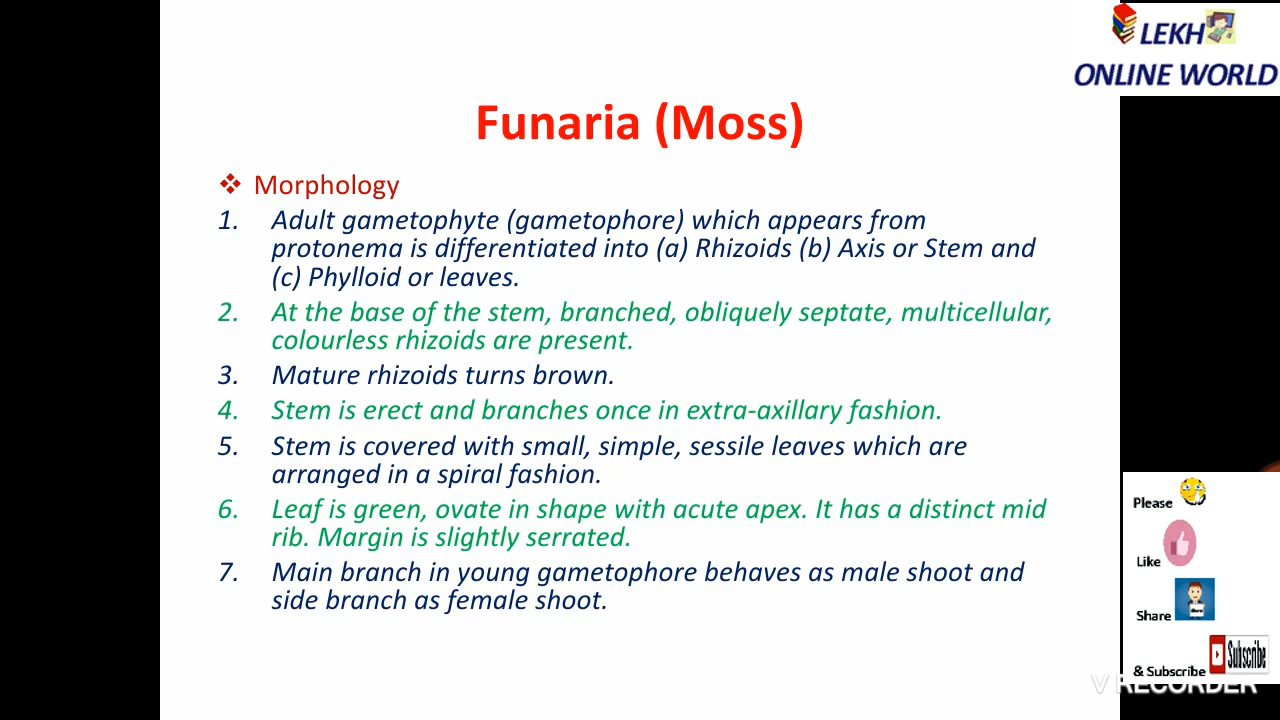 LEKH
ONLINE WORLD
Funaria (Moss)
❖ Morphology
1. Adult gametophyte (gametophore) which appears from
protonema is differentiated into (a) Rhizoids (b) Axis or Stem and
(c) Phylloid or leaves.
2. At the base of the stem, branched, obliquely septate, multicellular,
colourless rhizoids are present.
3. Mature rhizoids turns brown.
4. Stem is erect and branches once in extra-axillary fashion.
5. Stem is covered with small, simple, sessile leaves which are
arranged in a spiral fashion.
6. Leaf is green, ovate in shape with acute apex. It has a distinct mid
rib. Margin is slightly serrated.
7. Main branch in young gametophore behaves as male shoot and
side branch as female shoot.
Please
Like
Share
& Subscribe Subscribe
V RECORDER